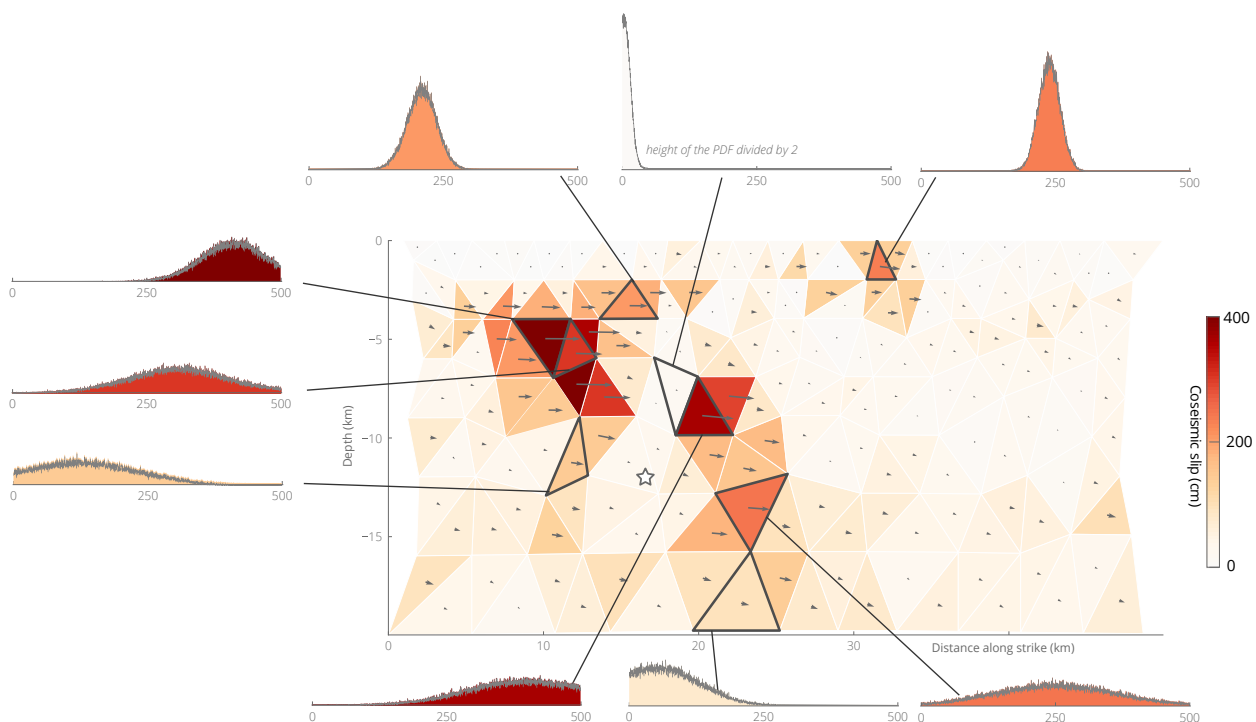 height of the PDF divided by 2
0 250 500
0 250 500
0 250 500
0 250 500
0 250 500
0 250 500
0
−5
−10
−15
Depth (km)
0 10 20 30
Distance along strike (km)
400
200
0
Coseismic slip (cm)
0 250 500
0 250 500
0 250 500